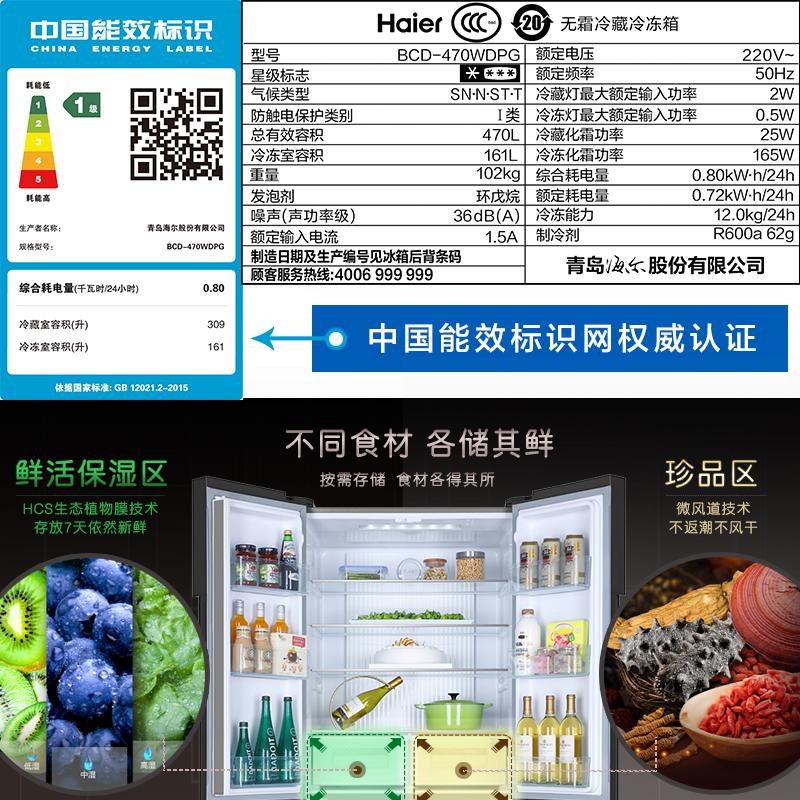 中国能效标识
CHINA ENERGY LABEL
耗能低
1
2
3
4
5
耗能高
1级
生产者名称:
青岛海尔股份有限公司
规格型号:
BCD-470WDPG
综合耗电量(千瓦时/24小时) 0.80
冷藏室容积(升) 309
冷冻室容积(升) 161
依据国家标准: GB 12021.2-2015
Haier CCC 20 无霜冷藏冷冻箱
型号 BCD-470WDPG 额定电压 220V~
星级标志 * *** 额定频率 50Hz
气候类型 SN·N·ST·T 冷藏灯最大额定输入功率 2W
防触电保护类别 I类 冷冻灯最大额定输入功率 0.5W
总有效容积 470L 冷藏化霜功率 25W
冷冻室容积 161L 冷冻化霜功率 165W
重量 102kg 综合耗电量 0.80kW·h/24h
发泡剂 环戊烷 额定耗电量 0.72kW·h/24h
噪声(声功率级) 36dB(A) 冷冻能力 12.0kg/24h
额定输入电流 1.5A 制冷剂 R600a 62g
制造日期及生产编号见冰箱后背条码
顾客服务热线:4006 999 999
青岛海尔股份有限公司
中国能效标识网权威认证
不同食材 各储其鲜
按需存储 食材各得其所
鲜活保湿区
HCS生态植物膜技术
存放7天依然新鲜
珍品区
微风道技术
不返潮不风干
低湿
中湿
高湿